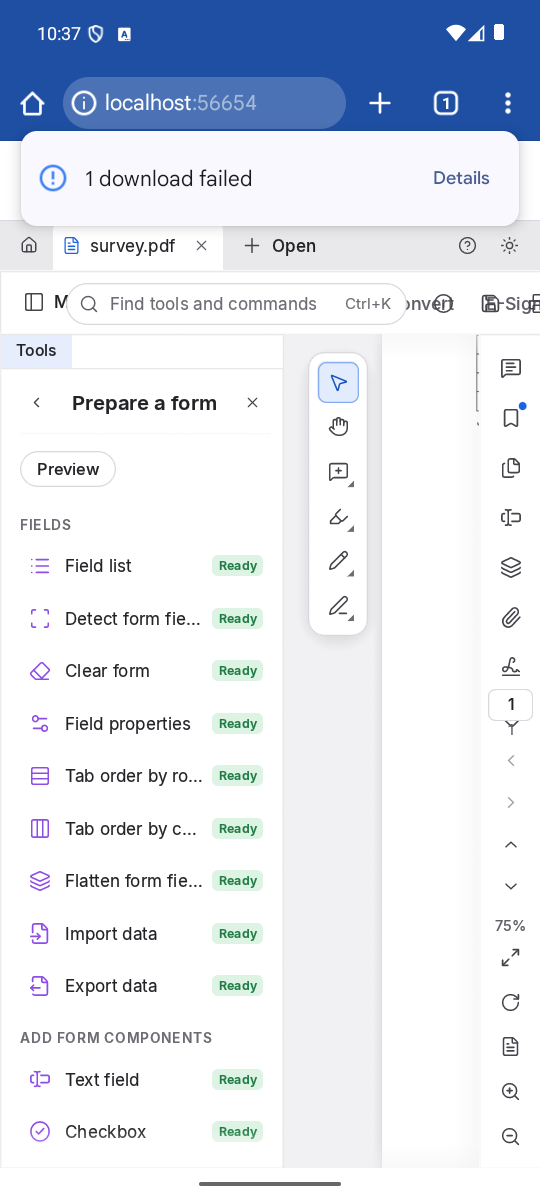 10:37
localhost:56654
1
1 download failed
Details
survey.pdf
Open
M
Find tools and commands
Ctrl+K
onvert
Sig
Tools
Prepare a form
Preview
FIELDS
Field list
Ready
Detect form fie...
Ready
Clear form
Ready
Field properties
Ready
Tab order by ro...
Ready
Tab order by c...
Ready
Flatten form fie...
Ready
Import data
Ready
Export data
Ready
ADD FORM COMPONENTS
Text field
Ready
Checkbox
Ready
1
75%